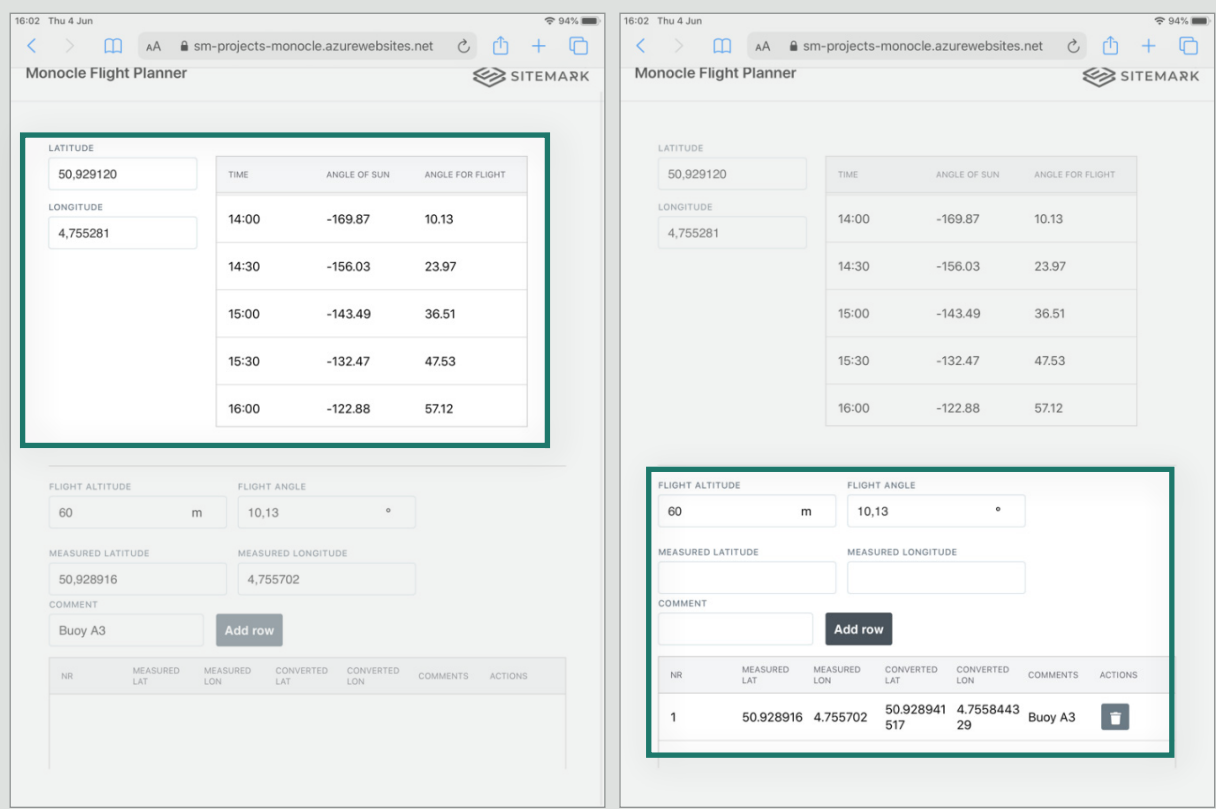 16:02 Thu 4 Jun 94%
AA sm-projects-monocle.azurewebsites.net
Monocle Flight Planner SITEMARK
LATITUDE
50,929120
LONGITUDE
4,755281
TIME ANGLE OF SUN ANGLE FOR FLIGHT
14:00 -169.87 10.13
14:30 -156.03 23.97
15:00 -143.49 36.51
15:30 -132.47 47.53
16:00 -122.88 57.12
FLIGHT ALTITUDE FLIGHT ANGLE
60 m 10,13 °
MEASURED LATITUDE MEASURED LONGITUDE
50,928916 4,755702
COMMENT
Buoy A3 Add row
NR MEASURED LAT MEASURED LON CONVERTED LAT CONVERTED LON COMMENTS ACTIONS
16:02 Thu 4 Jun 94%
AA sm-projects-monocle.azurewebsites.net
Monocle Flight Planner SITEMARK
LATITUDE
50,929120
LONGITUDE
4,755281
TIME ANGLE OF SUN ANGLE FOR FLIGHT
14:00 -169.87 10.13
14:30 -156.03 23.97
15:00 -143.49 36.51
15:30 -132.47 47.53
16:00 -122.88 57.12
FLIGHT ALTITUDE FLIGHT ANGLE
60 m 10,13 °
MEASURED LATITUDE MEASURED LONGITUDE
COMMENT
Add row
NR MEASURED LAT MEASURED LON CONVERTED LAT CONVERTED LON COMMENTS ACTIONS
1 50.928916 4.755702 50.928941517 4.755844329 Buoy A3